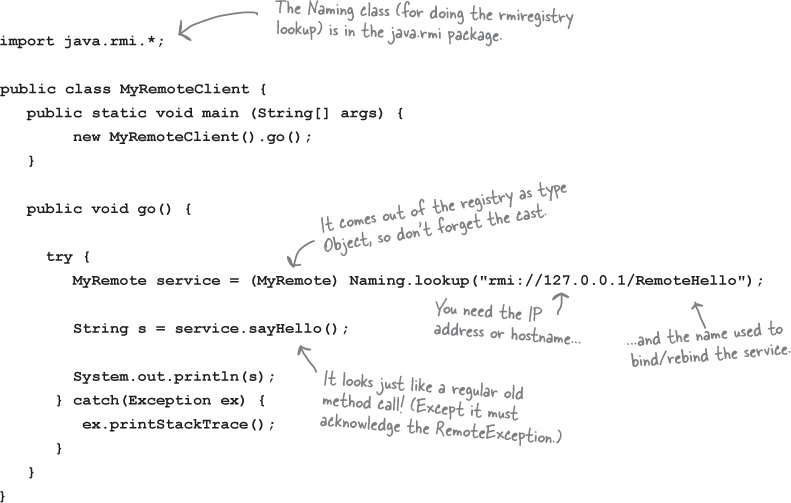 The Naming class (for doing the rmiregistry
lookup) is in the java.rmi package.
import java.rmi.*;
public class MyRemoteClient {
public static void main (String[] args) {
new MyRemoteClient().go();
}
public void go() {
It comes out of the registry as type
Object, so don't forget the cast.
try {
MyRemote service = (MyRemote) Naming.lookup("rmi://127.0.0.1/RemoteHello");
You need the IP
address or hostname...
...and the name used to
bind/rebind the service.
String s = service.sayHello();
It looks just like a regular old
method call! (Except it must
acknowledge the RemoteException.)
System.out.println(s);
} catch(Exception ex) {
ex.printStackTrace();
}
}
}